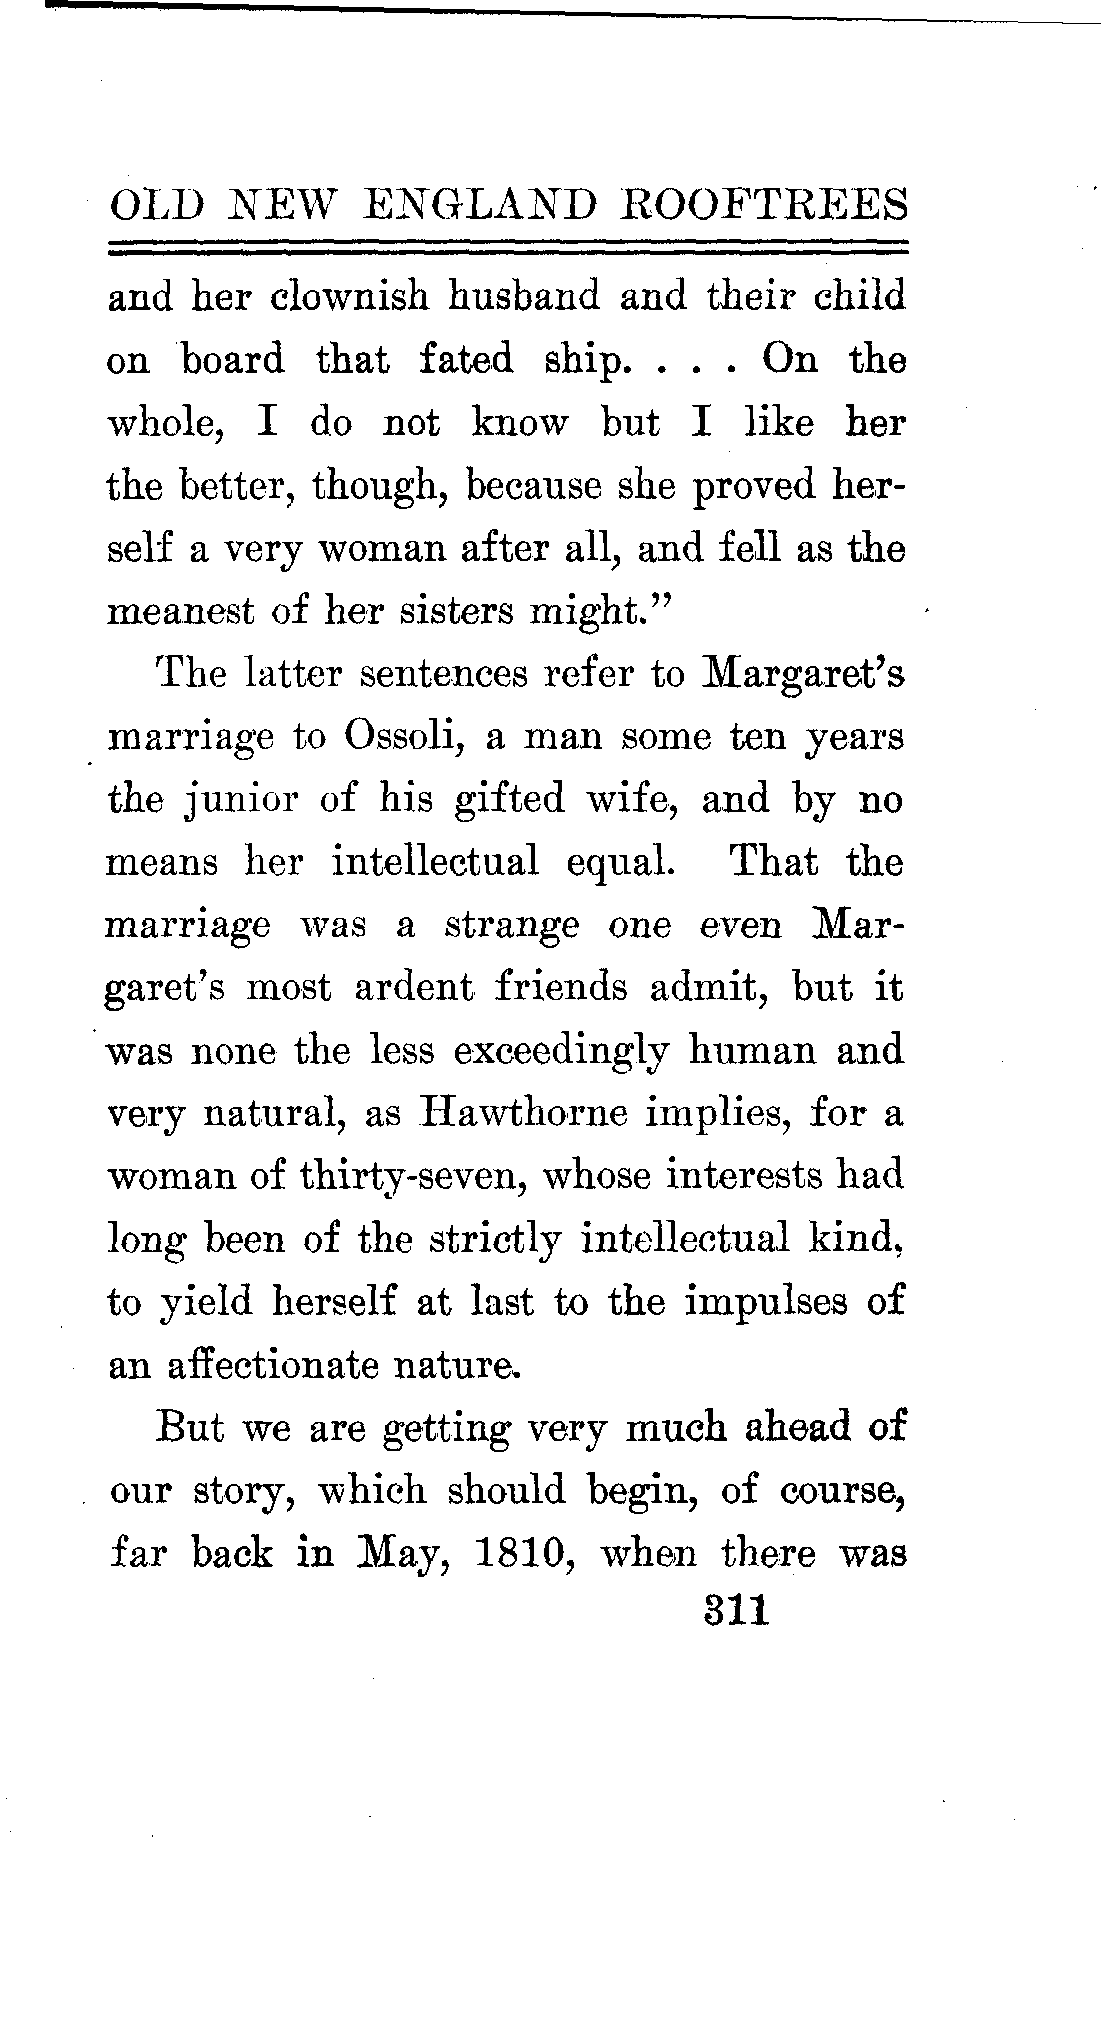 OLD NEW ENGLAND ROOFTREES
and her clownish husband and their child
on board that fated ship. . . . On the
whole, I do not know but I like her
the better, though, because she proved her-
self a very woman after all, and fell as the
meanest of her sisters might.”
The latter sentences refer to Margaret’s
marriage to Ossoli, a man some ten years
the junior of his gifted wife, and by no
means her intellectual equal. That the
marriage was a strange one even Mar-
garet’s most ardent friends admit, but it
was none the less exceedingly human and
very natural, as Hawthorne implies, for a
woman of thirty-seven, whose interests had
long been of the strictly intellectual kind,
to yield herself at last to the impulses of
an affectionate nature.
But we are getting very much ahead of
our story, which should begin, of course,
far back in May, 1810, when there was
311